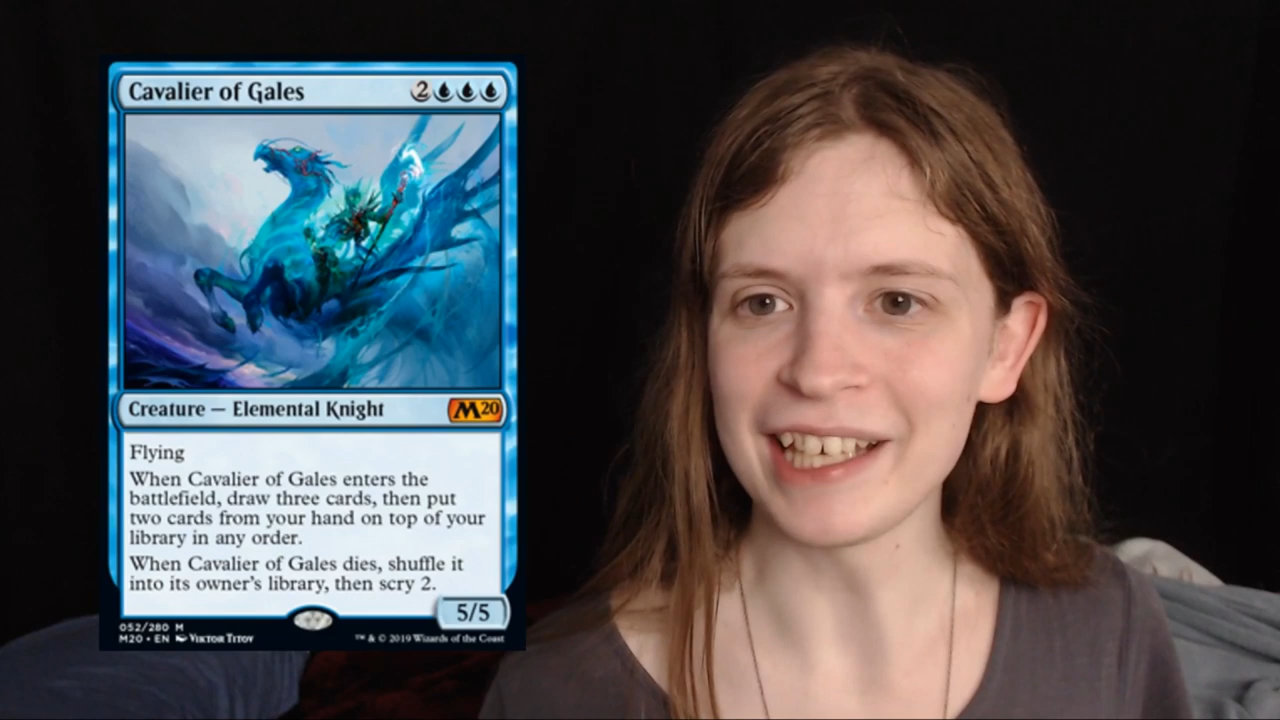 Cavalier of Gales 2
Creature — Elemental Knight M20
Flying
When Cavalier of Gales enters the
battlefield, draw three cards, then put
two cards from your hand on top of your
library in any order.
When Cavalier of Gales dies, shuffle it
into its owner's library, then scry 2.
5/5
052/280 M
M20 • EN Viktor Titov
™ & © 2019 Wizards of the Coast